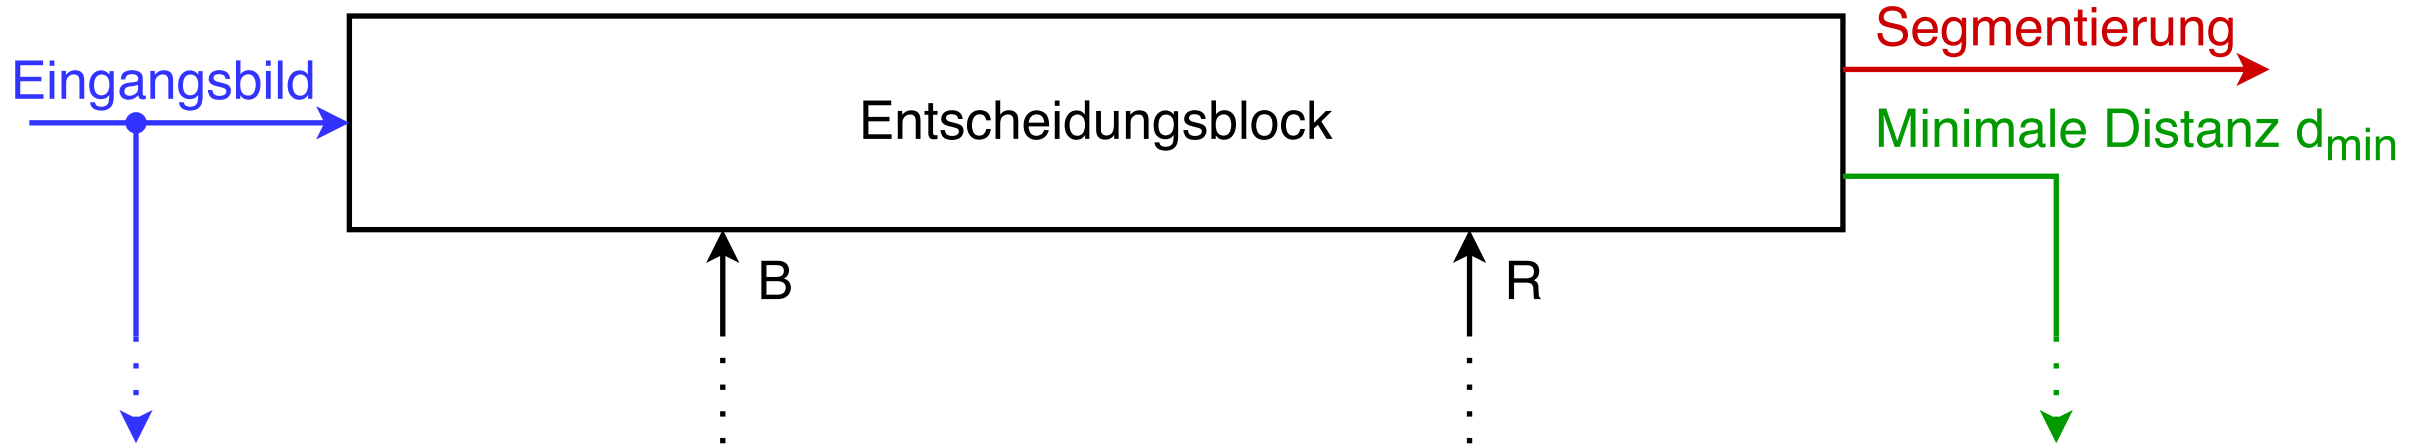 Eingangsbild
Entscheidungsblock
Segmentierung
Minimale Distanz dmin
B
R